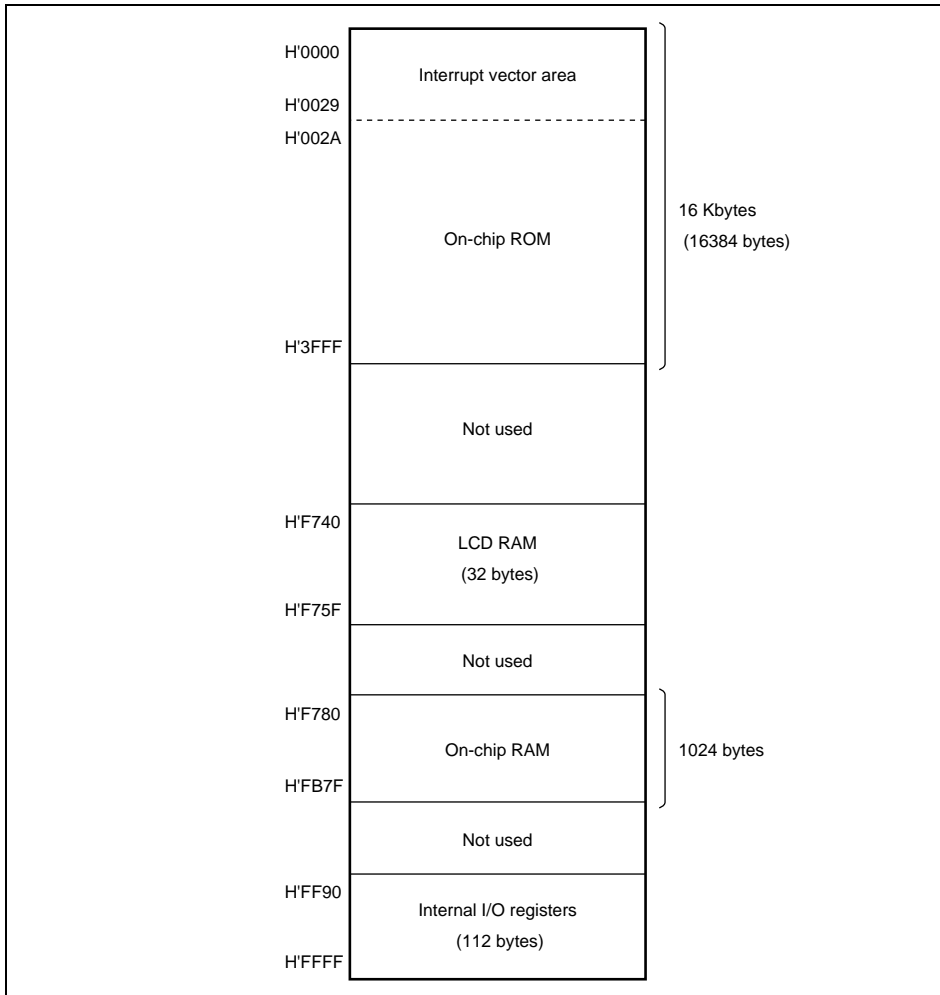 H'0000
Interrupt vector area
H'0029
H'002A
On-chip ROM
16 Kbytes
(16384 bytes)
H'3FFF
Not used
H'F740
LCD RAM
(32 bytes)
H'F75F
Not used
H'F780
On-chip RAM
1024 bytes
H'FB7F
Not used
H'FF90
Internal I/O registers
(112 bytes)
H'FFFF